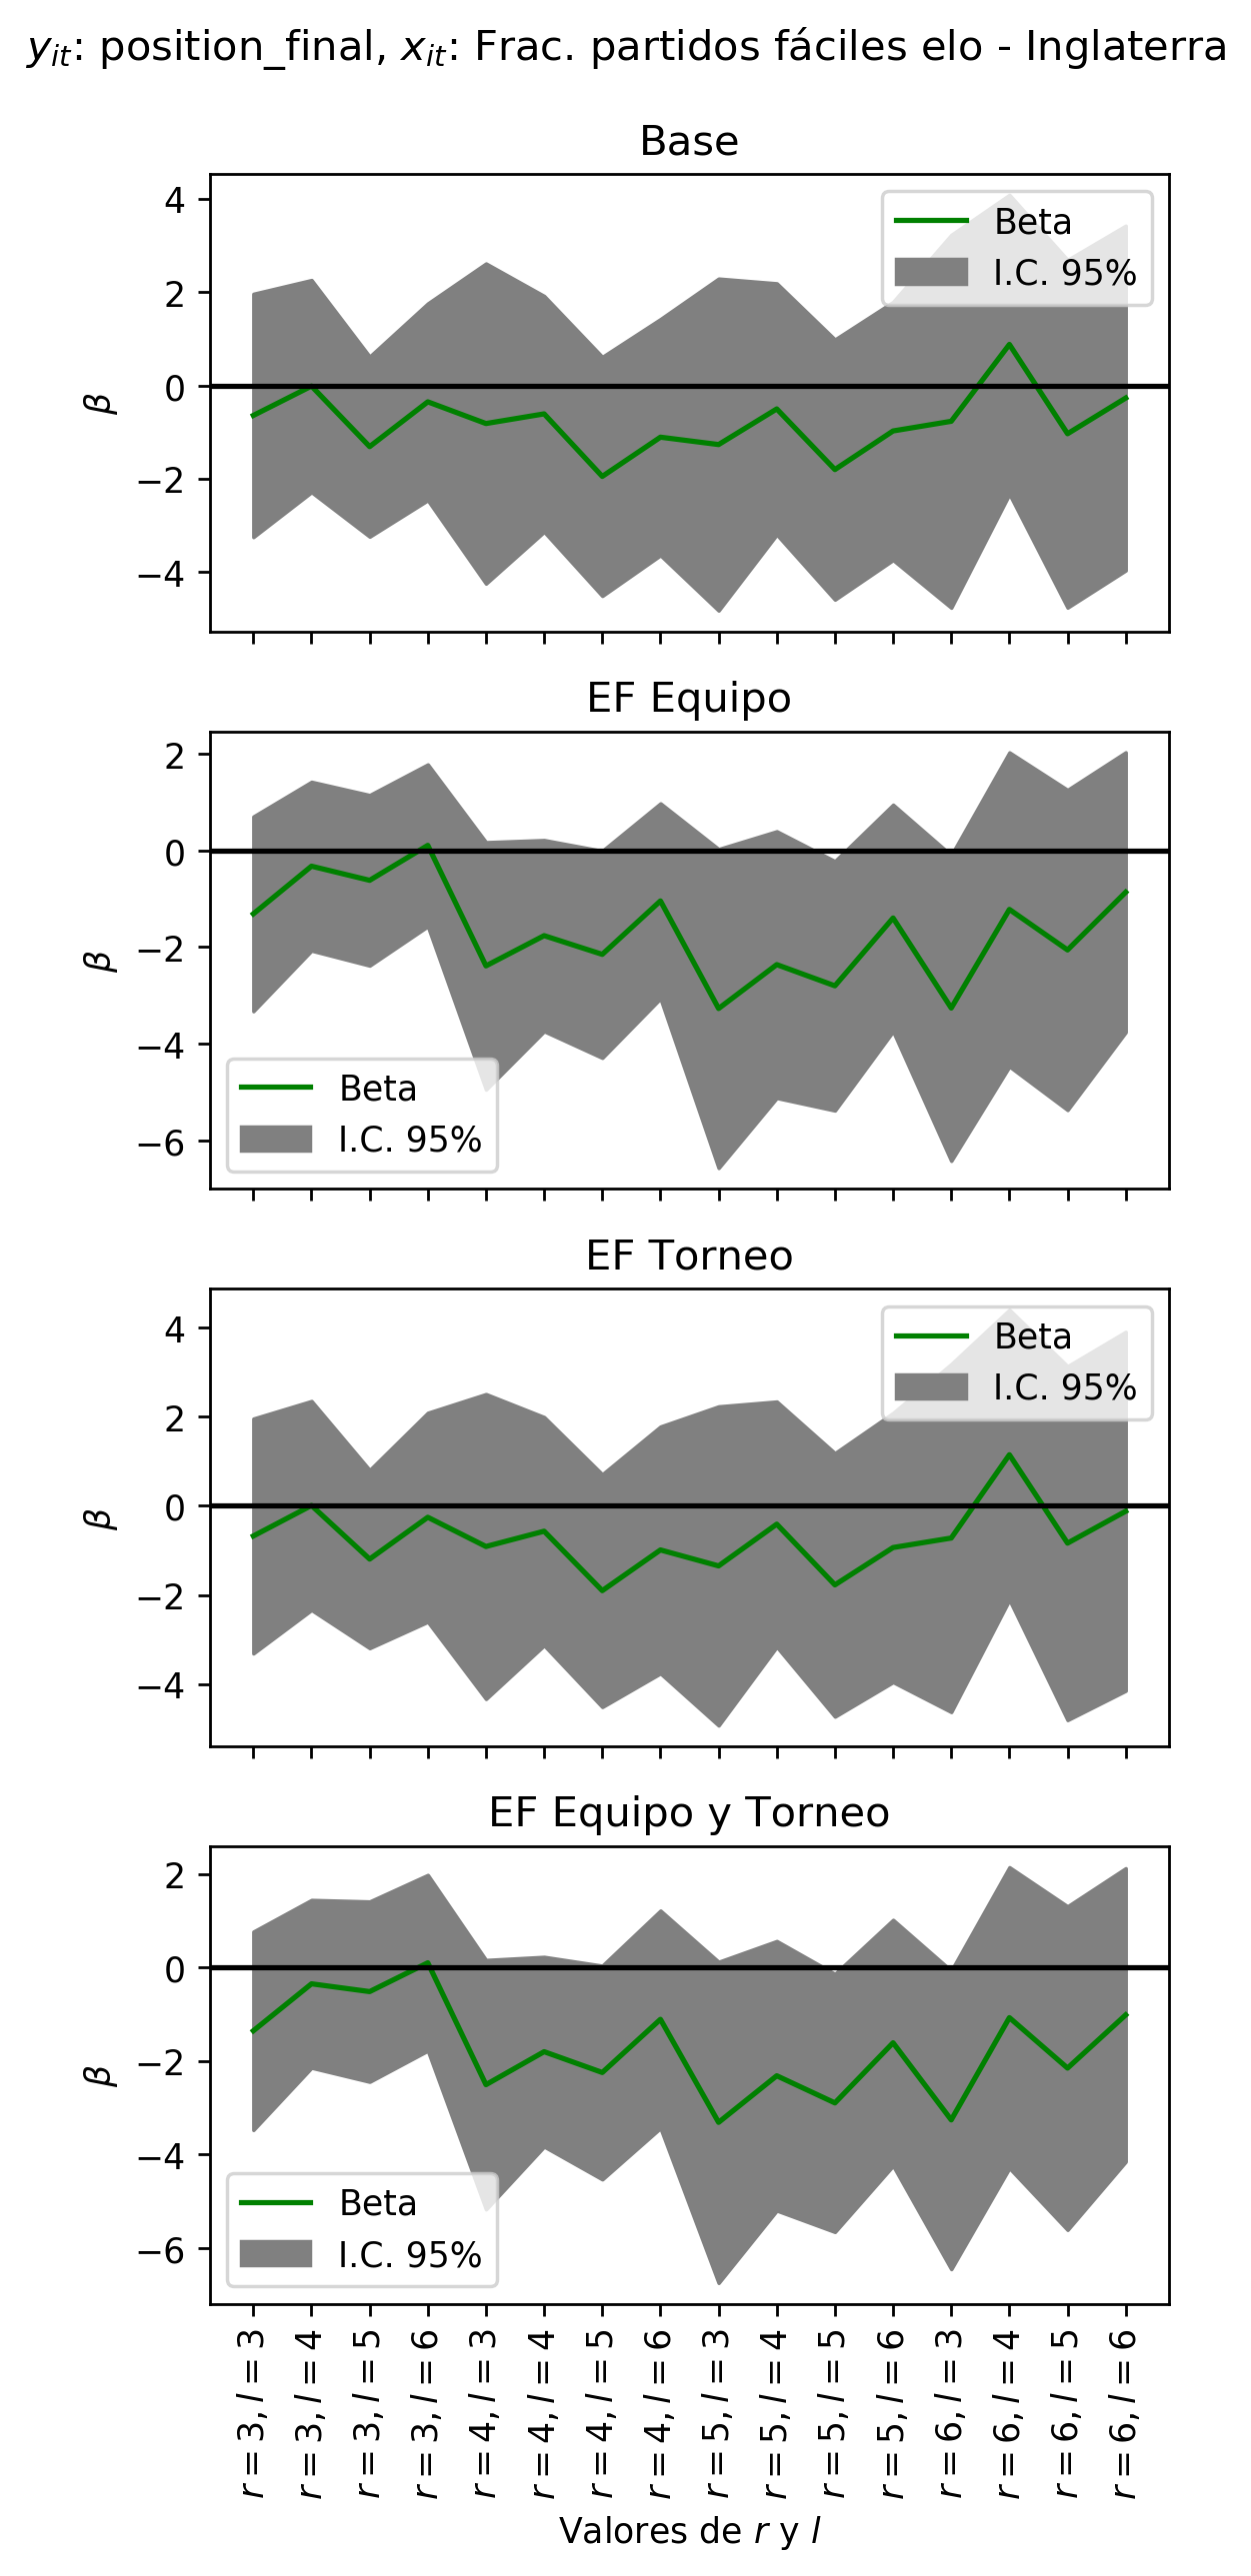 y_{it}: position_final, x_{it}: Frac. partidos fáciles elo - Inglaterra
Base
4
2
0
−2
−4
β
Beta
I.C. 95%
EF Equipo
2
0
−2
−4
−6
β
Beta
I.C. 95%
EF Torneo
4
2
0
−2
−4
β
Beta
I.C. 95%
EF Equipo y Torneo
2
0
−2
−4
−6
β
Beta
I.C. 95%
r = 3, l = 3
r = 3, l = 4
r = 3, l = 5
r = 3, l = 6
r = 4, l = 3
r = 4, l = 4
r = 4, l = 5
r = 4, l = 6
r = 5, l = 3
r = 5, l = 4
r = 5, l = 5
r = 5, l = 6
r = 6, l = 3
r = 6, l = 4
r = 6, l = 5
r = 6, l = 6
Valores de r y l